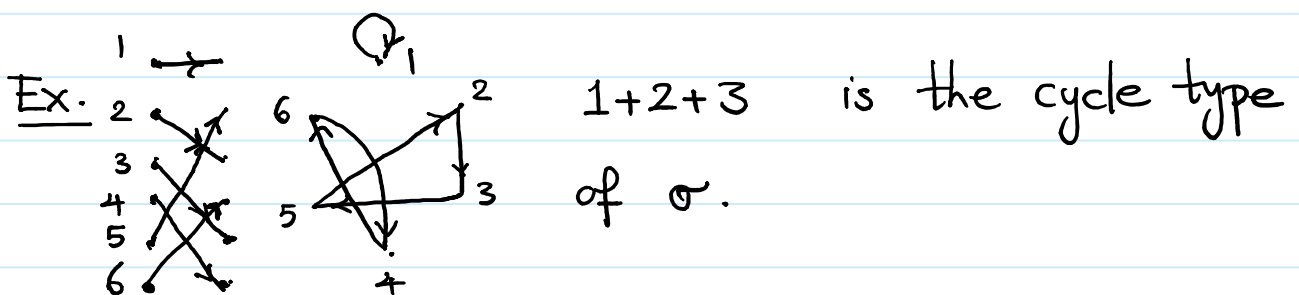 1
Ex. 2 3 4 5 6
1 2 3 4 5 6
1+2+3 is the cycle type
of σ.